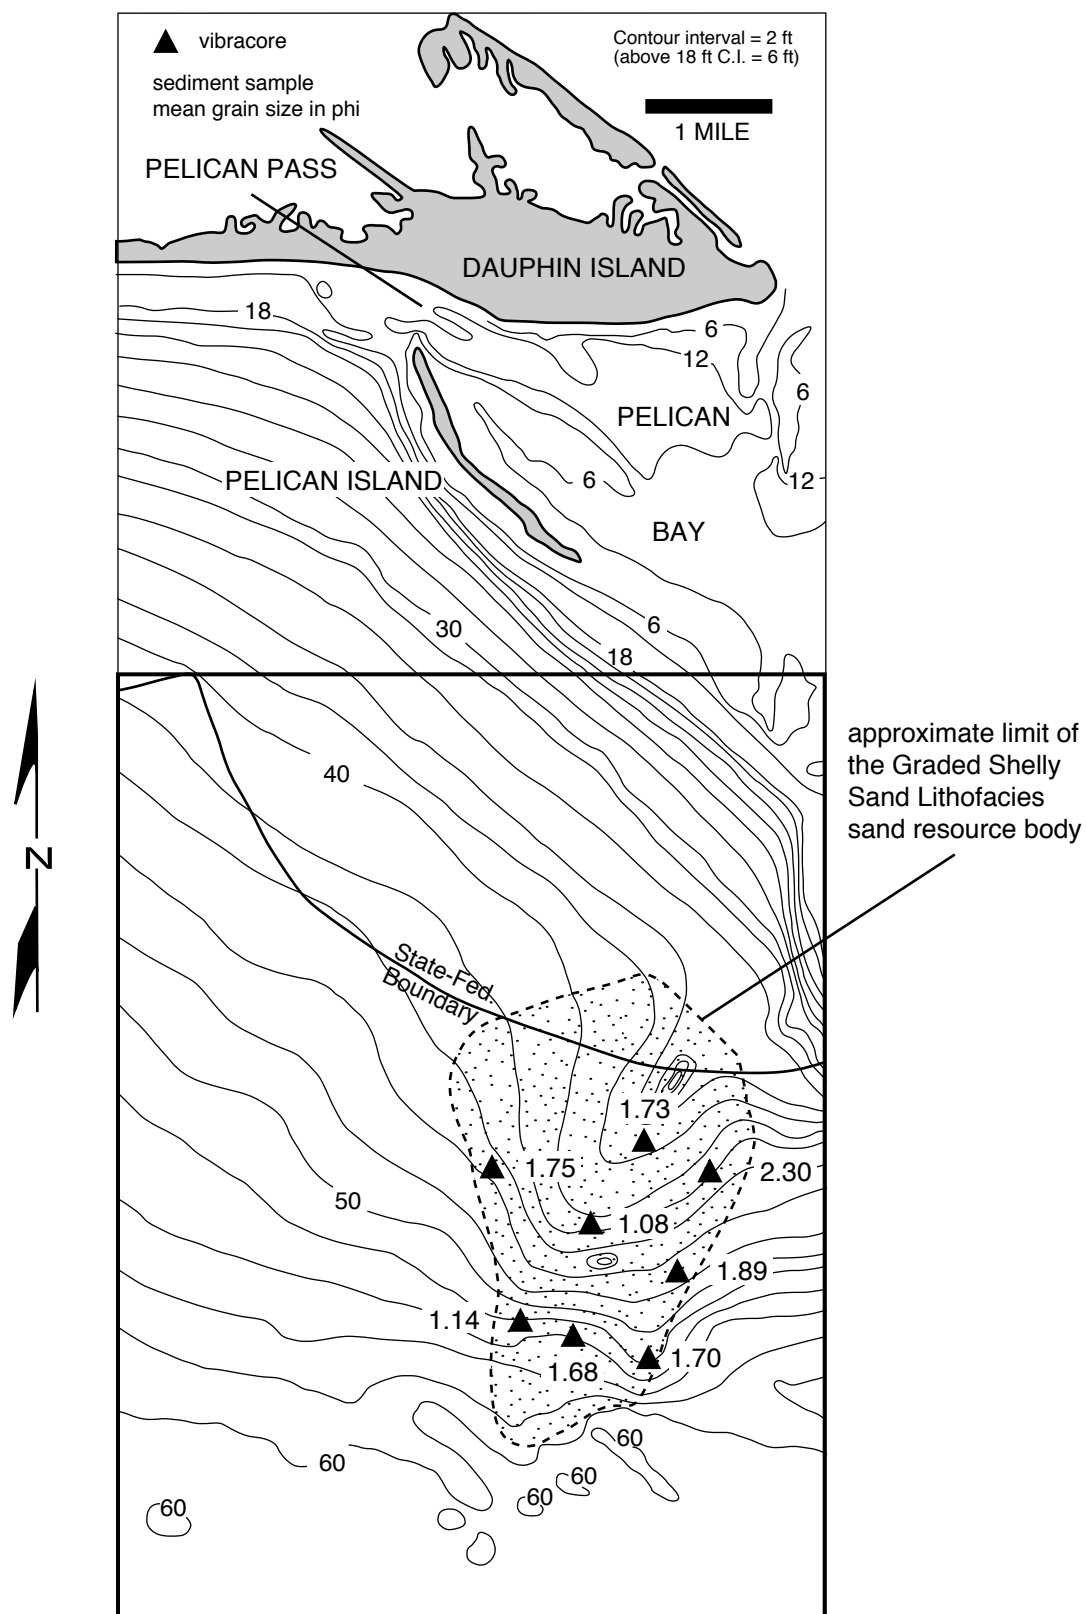 vibracore
sediment sample
mean grain size in phi
Contour interval = 2 ft
(above 18 ft C.I. = 6 ft)
1 MILE
PELICAN PASS
DAUPHIN ISLAND
18
6
12
6
PELICAN
PELICAN ISLAND
6
12
BAY
30
6
18
approximate limit of
the Graded Shelly
Sand Lithofacies
sand resource body
40
N
State-Fed.
Boundary
1.73
1.75
2.30
50
1.08
1.89
1.14
1.70
1.68
60
60
60
60
60